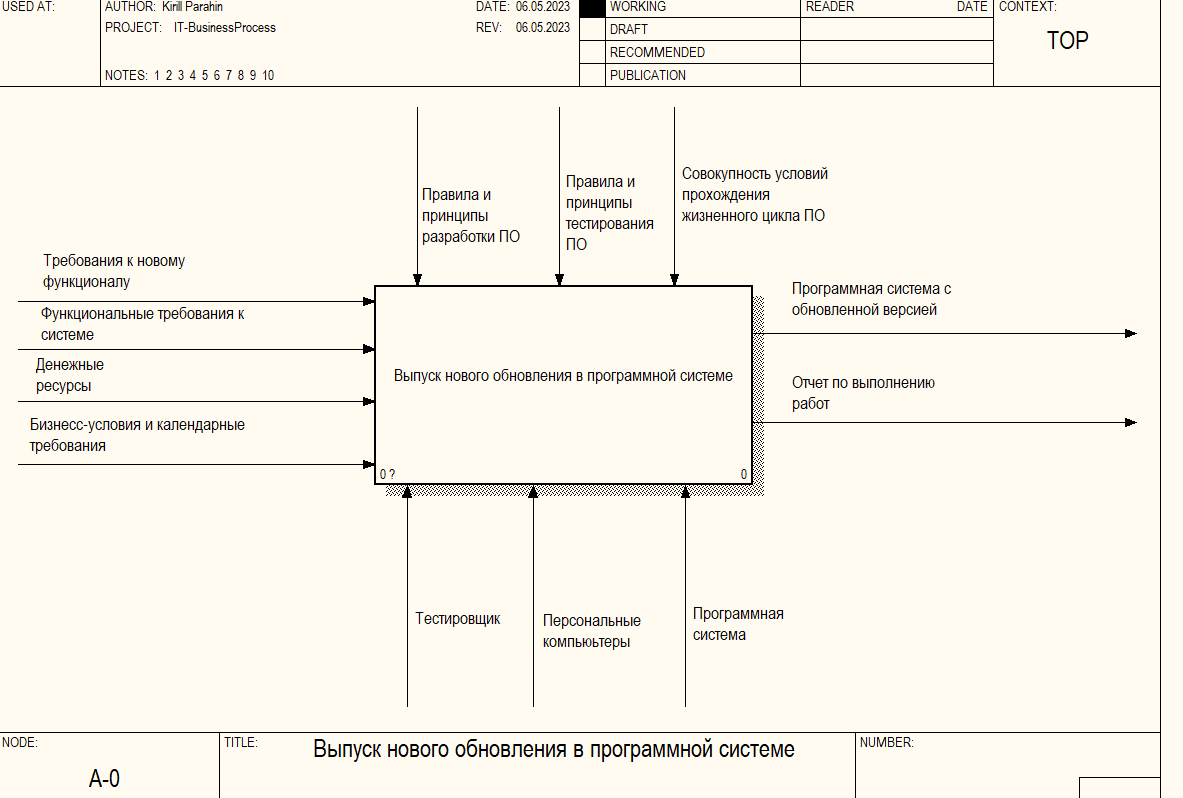 USED AT:
AUTHOR: Kirill Parahin
DATE: 06.05.2023
WORKING
READER
DATE
CONTEXT:
PROJECT: IT-BusinessProcess
REV: 06.05.2023
DRAFT
TOP
RECOMMENDED
NOTES: 1 2 3 4 5 6 7 8 9 10
PUBLICATION
Правила и
принципы
разработки ПО
Правила и
принципы
тестирования
ПО
Совокупность условий
прохождения
жизненного цикла ПО
Требования к новому
функционалу
Функциональные требования к
системе
Денежные
ресурсы
Бизнесс-условия и календарные
требования
Выпуск нового обновления в программной системе
0 ?
0
Программная система с
обновленной версией
Отчет по выполнению
работ
Тестировщик
Персональные
компьюьтеры
Программная
система
NODE:
A-0
TITLE:
Выпуск нового обновления в программной системе
NUMBER: